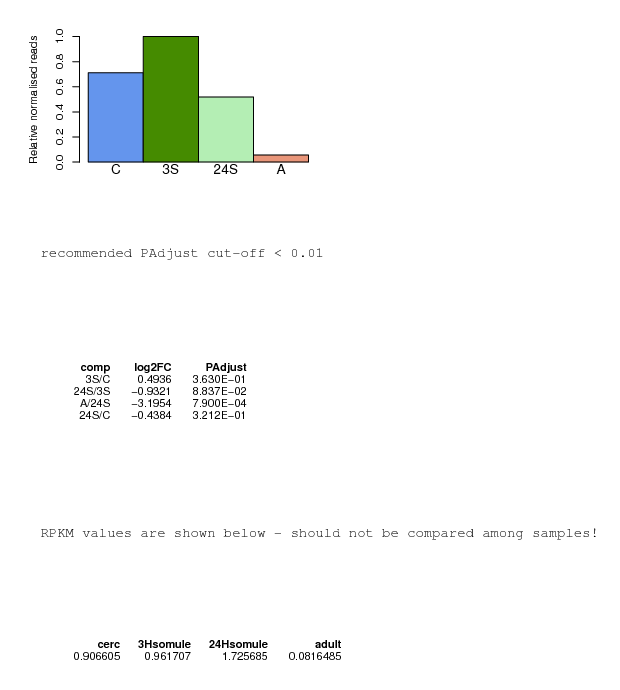 Relative normalised reads
1.0
0.8
0.6
0.4
0.2
0.0
C 3S 24S A
recommended PAdjust cut-off < 0.01
comp log2FC PAdjust
3S/C 0.4936 3.630E−01
24S/3S −0.9321 8.837E−02
A/24S −3.1954 7.900E−04
24S/C −0.4384 3.212E−01
RPKM values are shown below - should not be compared among samples!
cerc 3Hsomule 24Hsomule adult
0.906605 0.961707 1.725685 0.0816485